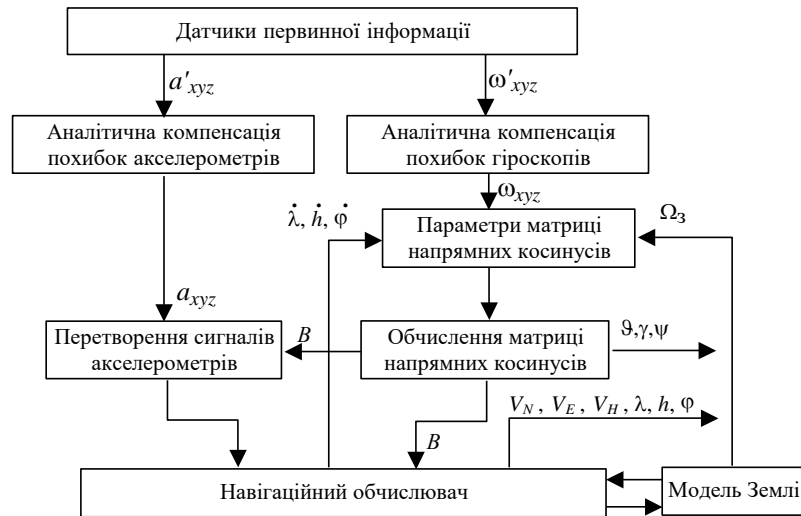 Датчики первинної інформації
a′xyz
ω′xyz
Аналітична компенсація
похибок акселерометрів
Аналітична компенсація
похибок гіроскопів
ωxyz
λ̇, ḣ, φ̇
Параметри матриці
напрямних косинусів
Ωз
axyz
Перетворення сигналів
акселерометрів
B
Обчислення матриці
напрямних косинусів
ϑ,γ,ψ
VN , VE , VH , λ, h, φ
B
Навігаційний обчислювач
Модель Землі